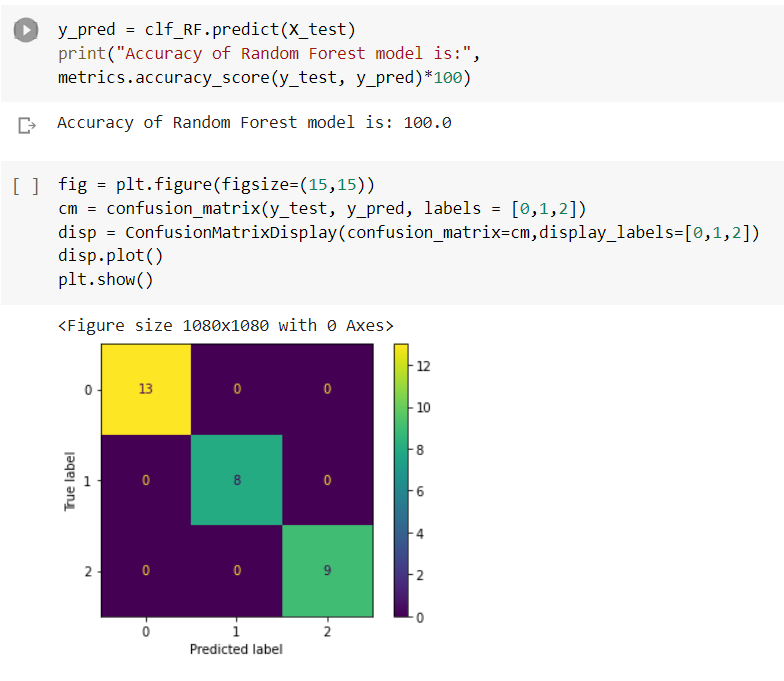 y_pred = clf_RF.predict(X_test)
print("Accuracy of Random Forest model is:",
metrics.accuracy_score(y_test, y_pred)*100)
Accuracy of Random Forest model is: 100.0
[ ] fig = plt.figure(figsize=(15,15))
cm = confusion_matrix(y_test, y_pred, labels = [0,1,2])
disp = ConfusionMatrixDisplay(confusion_matrix=cm,display_labels=[0,1,2])
disp.plot()
plt.show()
<Figure size 1080x1080 with 0 Axes>
0 13 0 0
1 0 8 0
2 0 0 9
0 1 2
True label
Predicted label
12
10
8
6
4
2
0